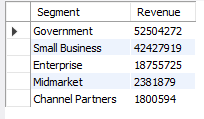 Segment Revenue
Government 52504272
Small Business 42427919
Enterprise 18755725
Midmarket 2381879
Channel Partners 1800594